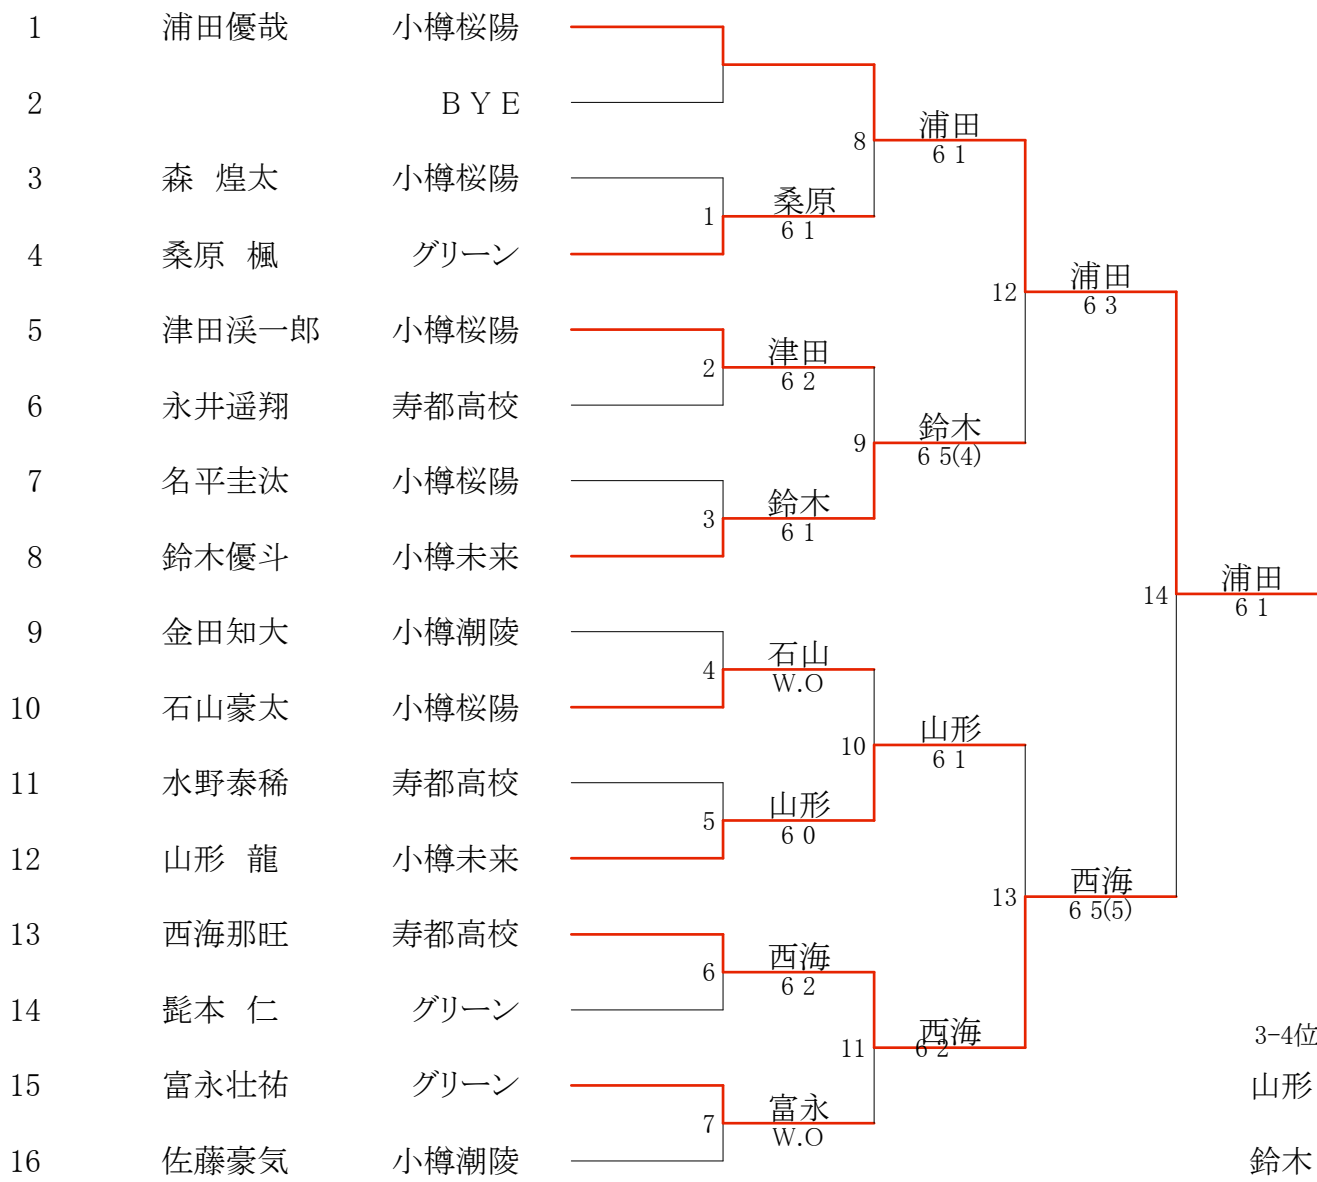 1 浦田優哉 小樽桜陽
2 ＢＹＥ
8 浦田
6 1
3 森 煌太 小樽桜陽
1 桑原
6 1
4 桑原 楓 グリーン
12 浦田
6 3
5 津田渓一郎 小樽桜陽
2 津田
6 2
6 永井遥翔 寿都高校
9 鈴木
6 5(4)
7 名平圭汰 小樽桜陽
3 鈴木
6 1
8 鈴木優斗 小樽未来
14 浦田
6 1
9 金田知大 小樽潮陵
4 石山
W.O
10 石山豪太 小樽桜陽
10 山形
6 1
11 水野泰稀 寿都高校
5 山形
6 0
12 山形 龍 小樽未来
13 西海
6 5(5)
13 西海那旺 寿都高校
6 西海
6 2
14 髭本 仁 グリーン
11 西海
6 2
3-4位
15 富永壮祐 グリーン
山形
7 富永
W.O
16 佐藤豪気 小樽潮陵
鈴木